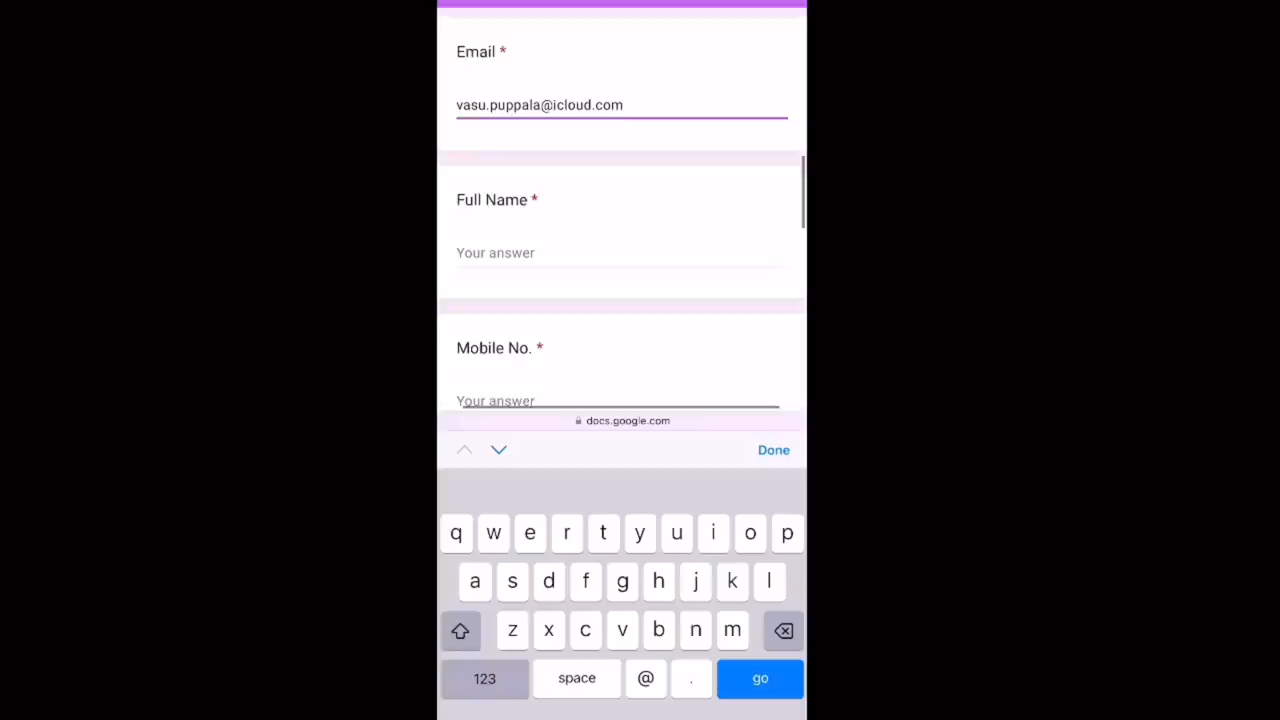 Email *
vasu.puppala@icloud.com
Full Name *
Your answer
Mobile No. *
Your answer
docs.google.com
Done
q w e r t y u i o p
a s d f g h j k l
z x c v b n m
123 space @ . go